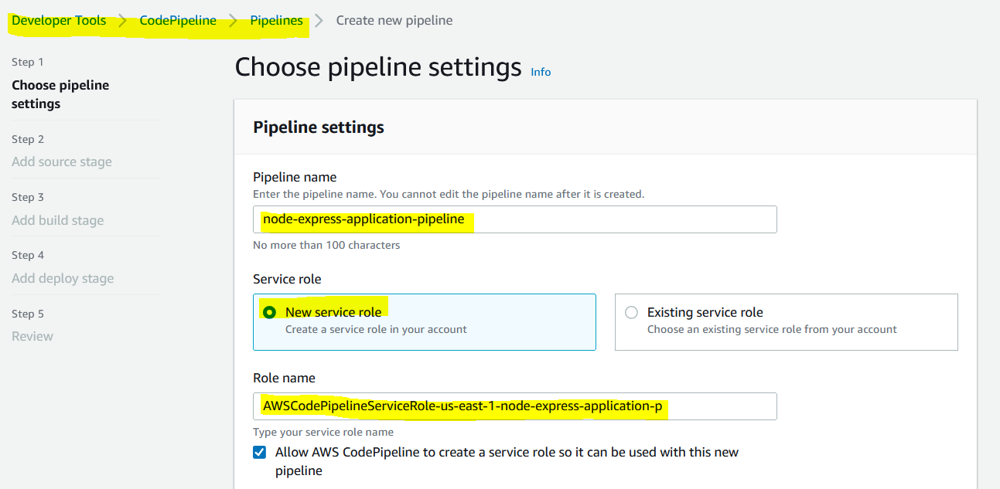 Developer Tools > CodePipeline > Pipelines > Create new pipeline
Step 1
Choose pipeline
settings
Step 2
Add source stage
Step 3
Add build stage
Step 4
Add deploy stage
Step 5
Review
Choose pipeline settings Info
Pipeline settings
Pipeline name
Enter the pipeline name. You cannot edit the pipeline name after it is created.
node-express-application-pipeline
No more than 100 characters
Service role
New service role
Create a service role in your account
Existing service role
Choose an existing service role from your account
Role name
AWSCodePipelineServiceRole-us-east-1-node-express-application-p
Type your service role name
Allow AWS CodePipeline to create a service role so it can be used with this new
pipeline